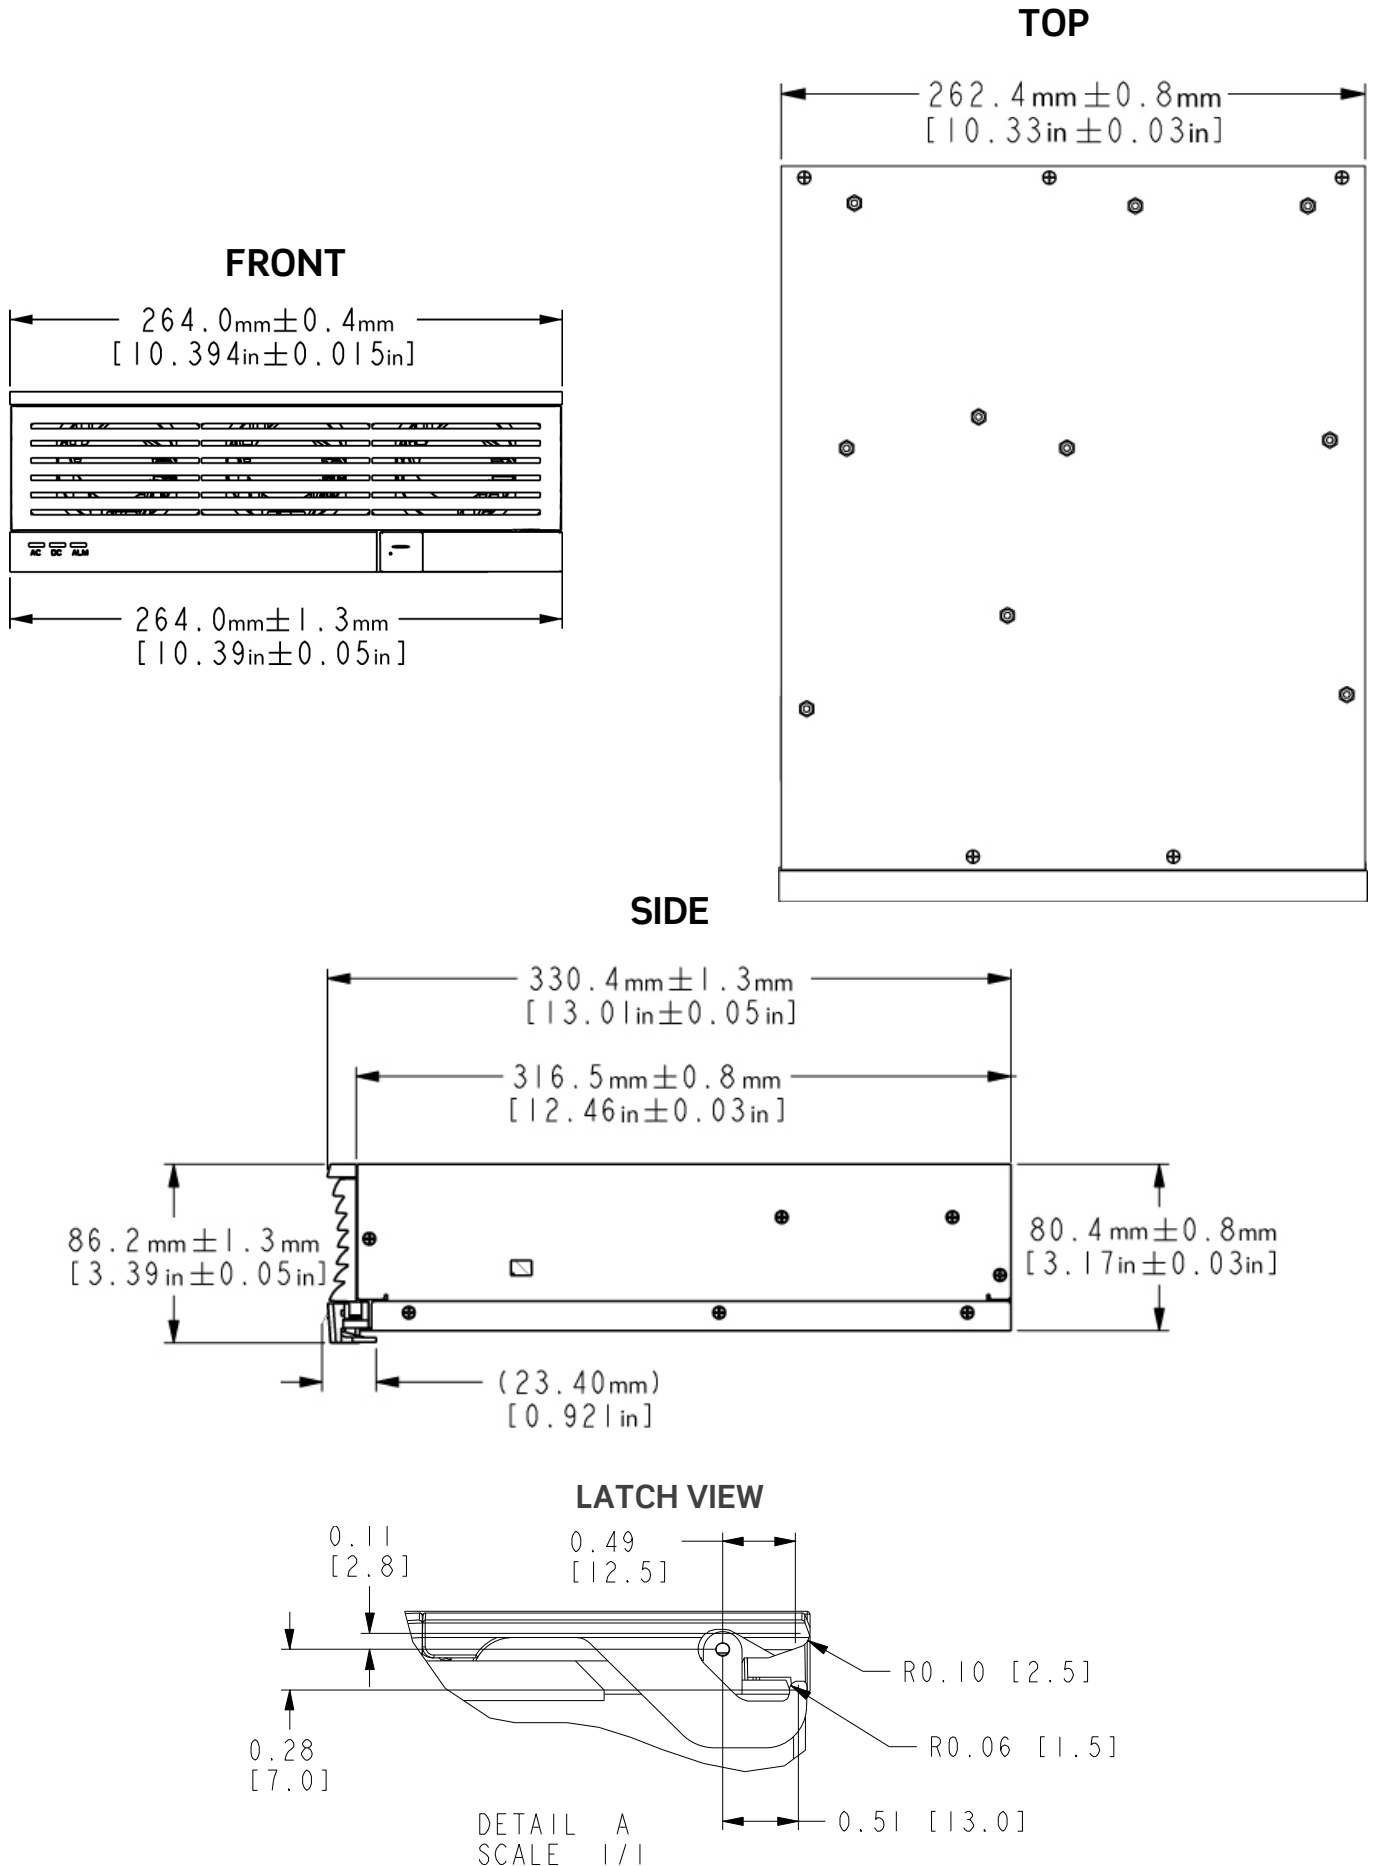 TOP
262.4mm±0.8mm
[10.33in±0.03in]
FRONT
264.0mm±0.4mm
[10.394in±0.015in]
AC DC ALM
264.0mm±1.3mm
[10.39in±0.05in]
SIDE
330.4mm±1.3mm
[13.01in±0.05in]
316.5mm±0.8mm
[12.46in±0.03in]
86.2mm±1.3mm
[3.39in±0.05in]
80.4mm±0.8mm
[3.17in±0.03in]
(23.40mm)
[0.921in]
LATCH VIEW
0.11
[2.8]
0.49
[12.5]
R0.10 [2.5]
R0.06 [1.5]
0.28
[7.0]
0.51 [13.0]
DETAIL A
SCALE 1/1